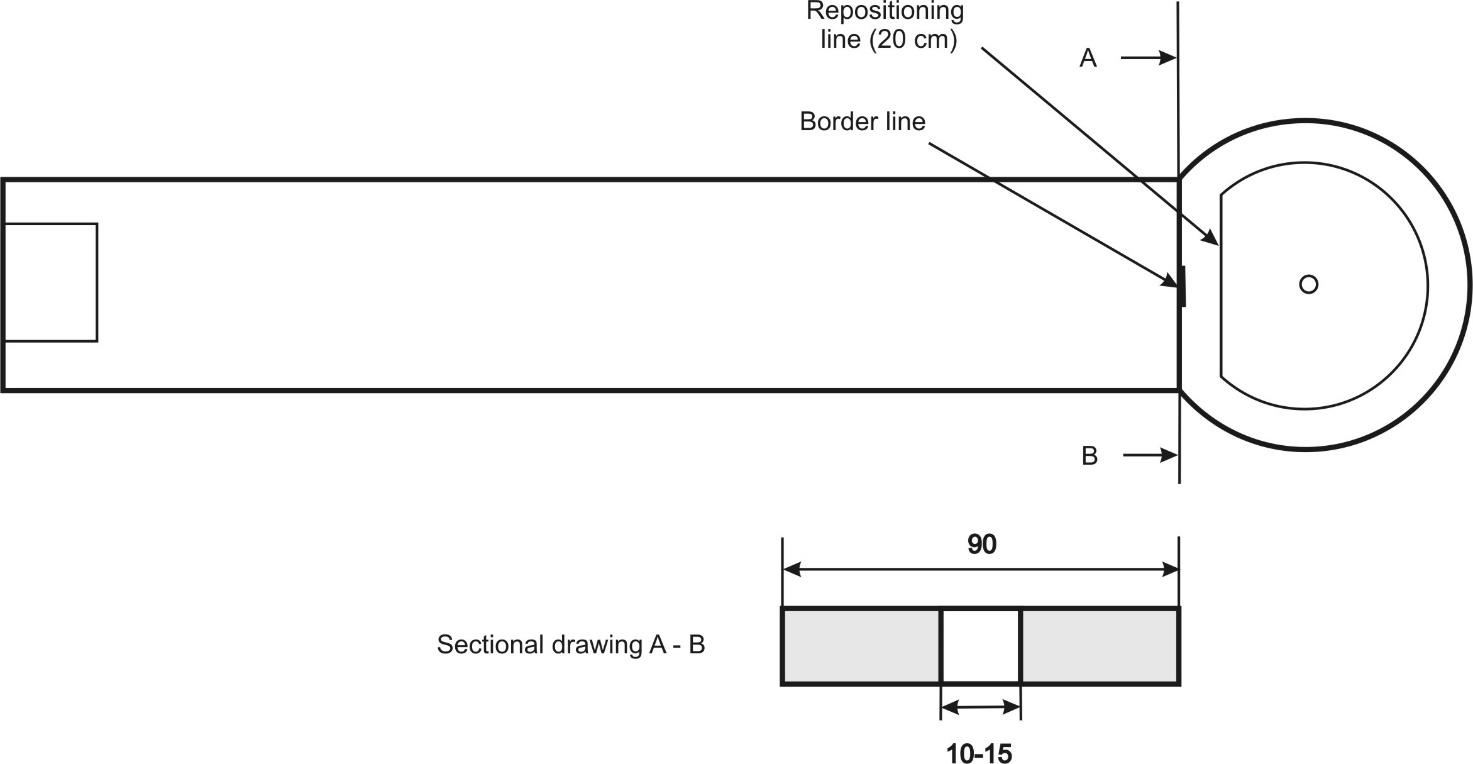 Repositioning
line (20 cm)
A
Border line
B
90
Sectional drawing A - B
10-15